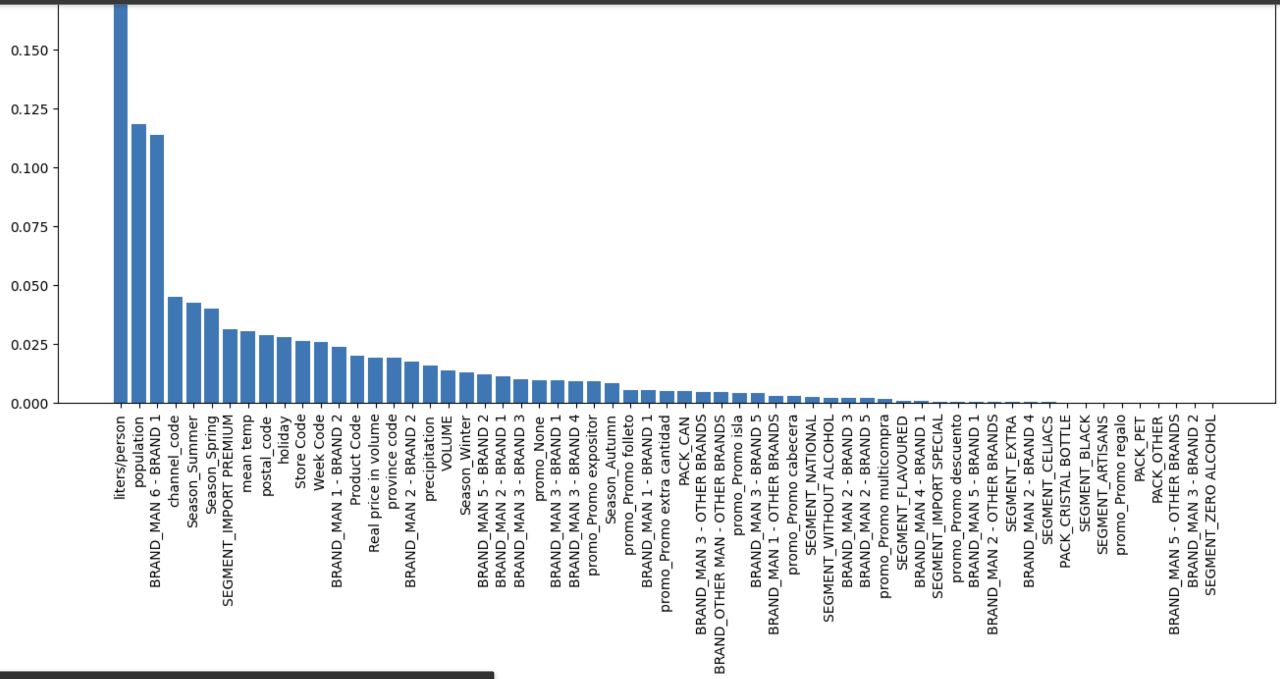 0.150
0.125
0.100
0.075
0.050
0.025
0.000
liters/person
population
BRAND_MAN 6 - BRAND 1
channel_code
Season_Summer
Season_Spring
SEGMENT_IMPORT PREMIUM
mean temp
postal_code
holiday
Store Code
Week Code
BRAND_MAN 1 - BRAND 2
Product Code
Real price in volume
province code
BRAND_MAN 2 - BRAND 2
precipitation
VOLUME
Season_Winter
BRAND_MAN 5 - BRAND 2
BRAND_MAN 2 - BRAND 1
BRAND_MAN 3 - BRAND 3
promo_None
BRAND_MAN 3 - BRAND 1
BRAND_MAN 3 - BRAND 4
promo_Promo expositor
Season_Autumn
promo_Promo folleto
BRAND_MAN 1 - BRAND 1
promo_Promo extra cantidad
PACK_CAN
BRAND_MAN 3 - OTHER BRANDS
BRAND_OTHER MAN - OTHER BRANDS
promo_Promo isla
BRAND_MAN 3 - BRAND 5
BRAND_MAN 1 - OTHER BRANDS
promo_Promo cabecera
SEGMENT_NATIONAL
SEGMENT_WITHOUT ALCOHOL
BRAND_MAN 2 - BRAND 3
BRAND_MAN 2 - BRAND 5
promo_Promo multicompra
SEGMENT_FLAVOURED
BRAND_MAN 4 - BRAND 1
SEGMENT_IMPORT SPECIAL
promo_Promo descuento
BRAND_MAN 5 - BRAND 1
BRAND_MAN 2 - OTHER BRANDS
SEGMENT_EXTRA
BRAND_MAN 2 - BRAND 4
SEGMENT_CELIACS
PACK_CRISTAL BOTTLE
SEGMENT_BLACK
SEGMENT_ARTISANS
promo_Promo regalo
PACK_PET
PACK_OTHER
BRAND_MAN 5 - OTHER BRANDS
BRAND_MAN 3 - BRAND 2
SEGMENT_ZERO ALCOHOL